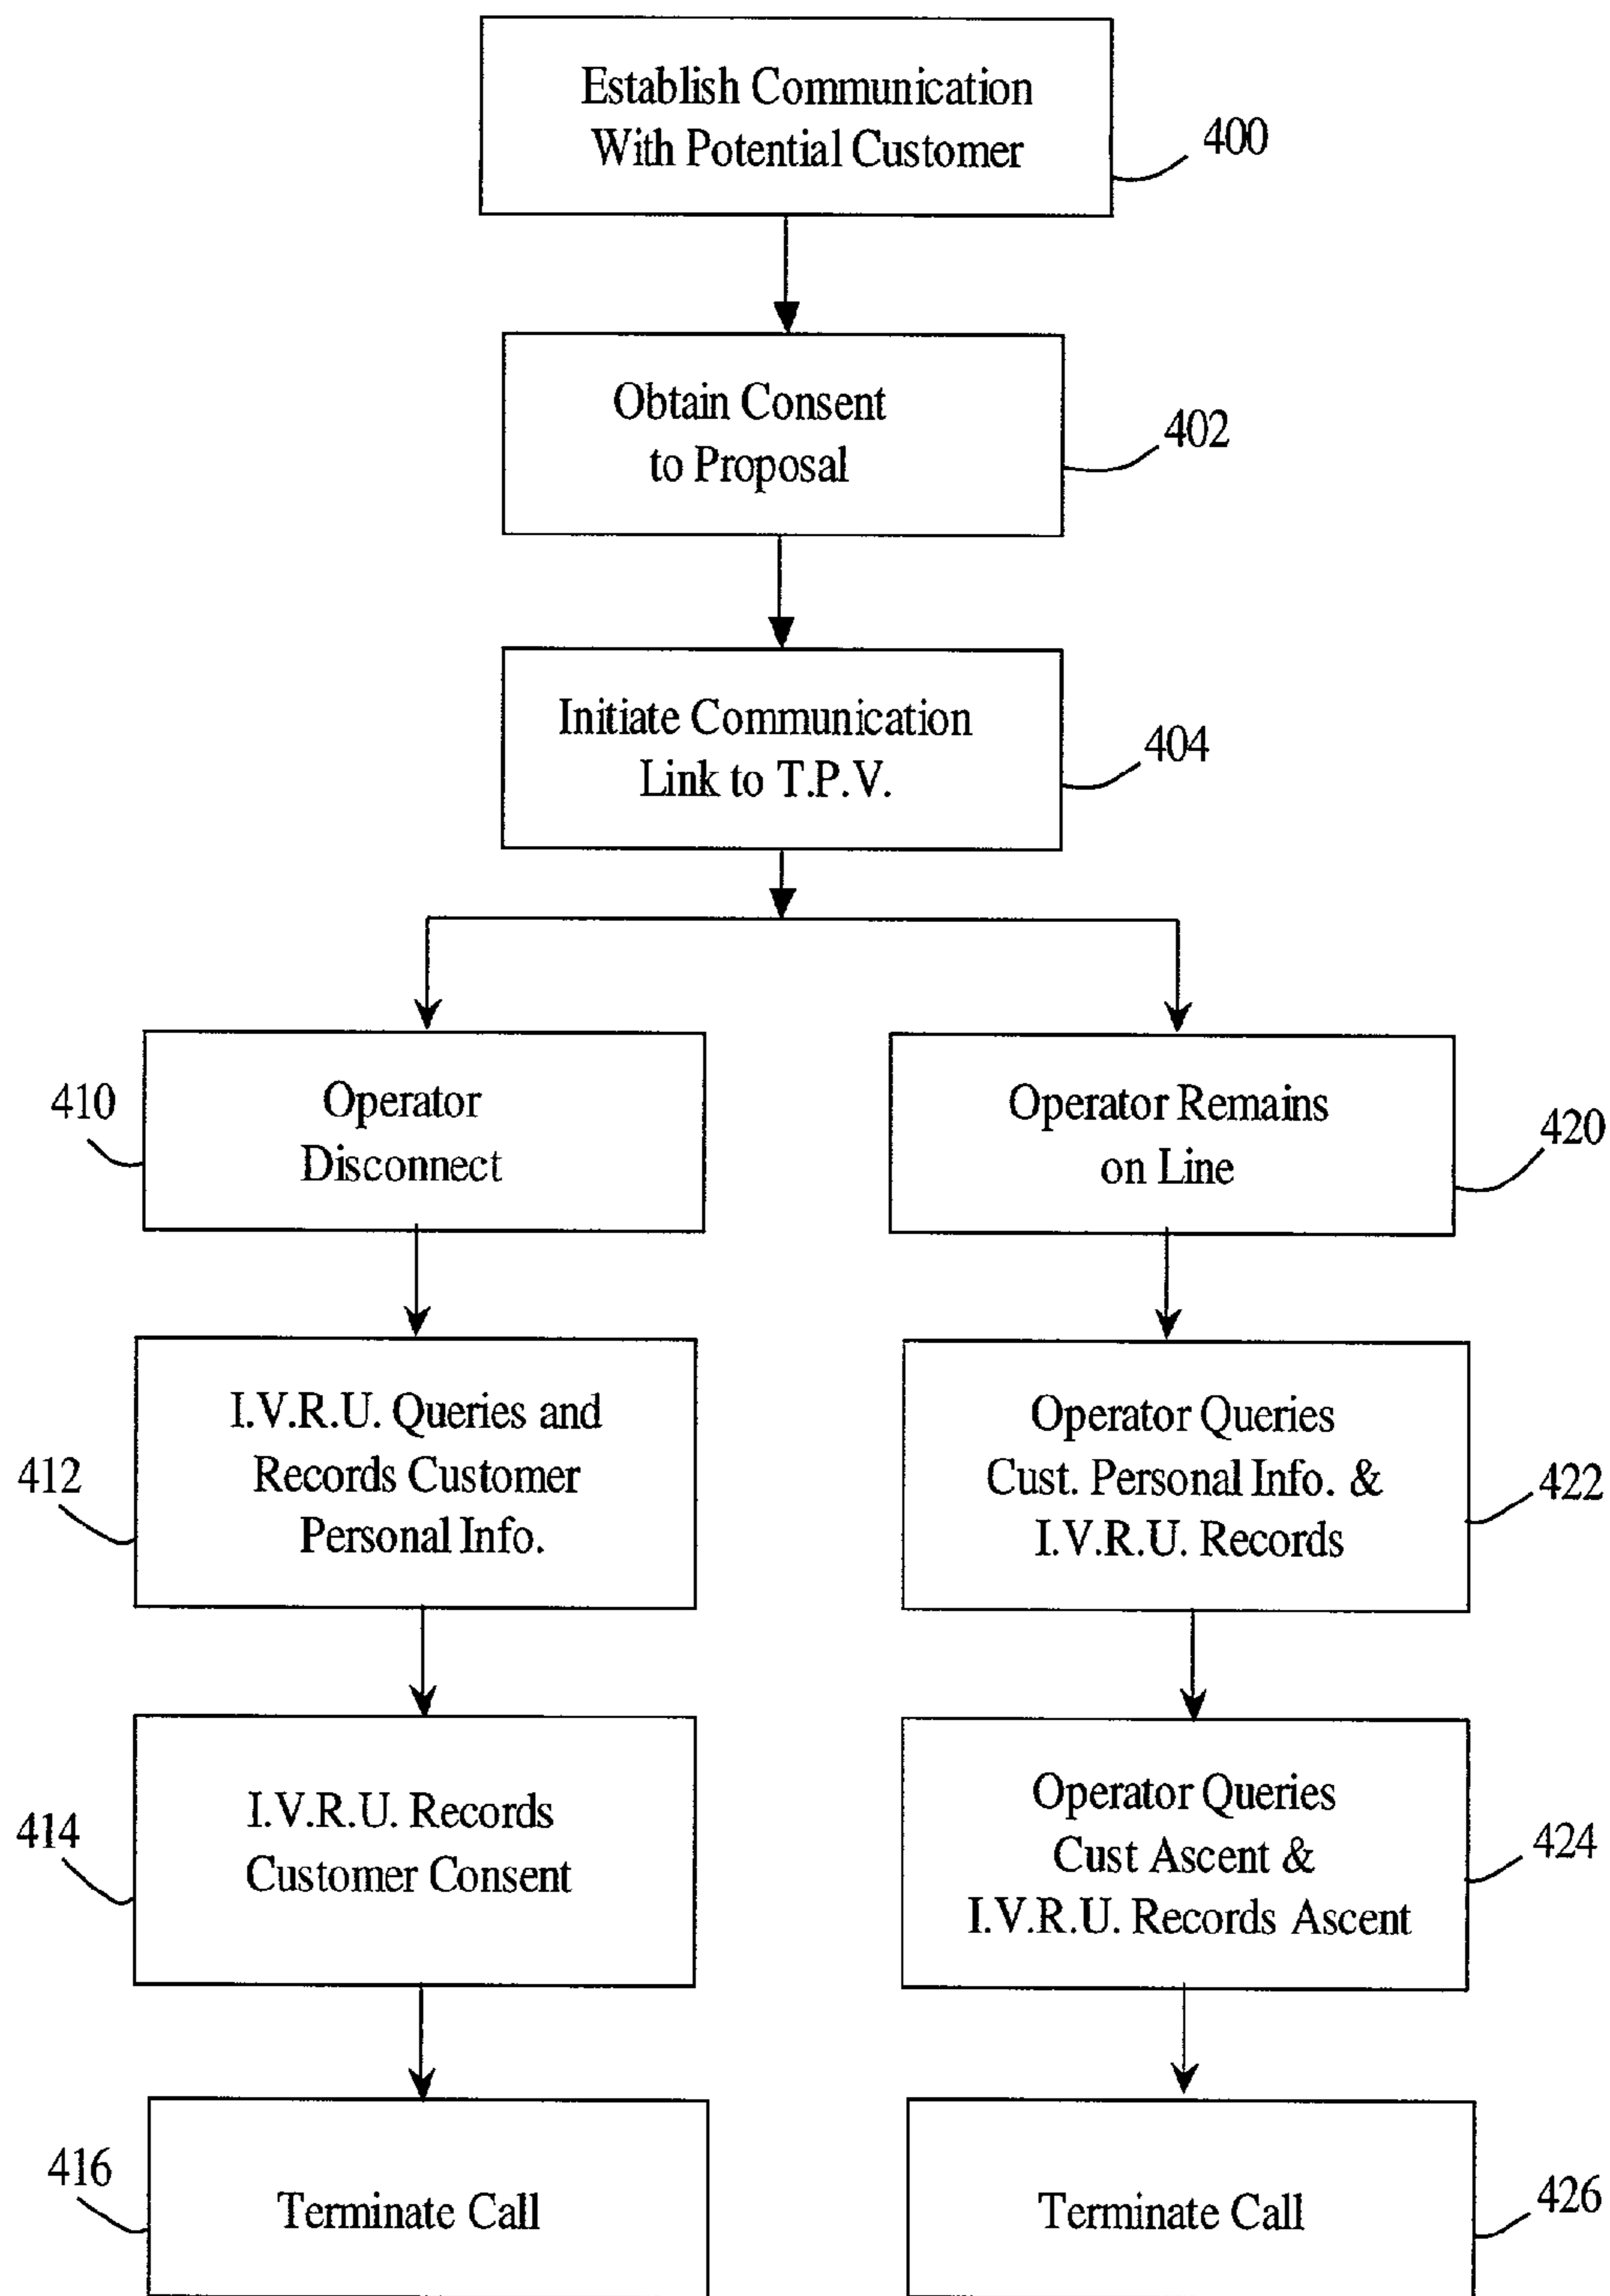 Establish Communication
With Potential Customer
400
Obtain Consent
to Proposal
402
Initiate Communication
Link to T.P.V.
404
410
Operator
Disconnect
Operator Remains
on Line
420
412
I.V.R.U. Queries and
Records Customer
Personal Info.
Operator Queries
Cust. Personal Info. &
I.V.R.U. Records
422
414
I.V.R.U. Records
Customer Consent
Operator Queries
Cust Ascent &
I.V.R.U. Records Ascent
424
416
Terminate Call
Terminate Call
426